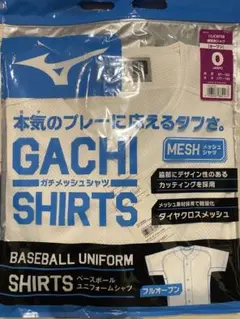 オープン
O
本気のプレーに応えるタフさ。
GACHI
ガチメッシュシャツ
SHIRTS
MESH メッシュシャツ
脇部にデザイン性のある
カッティングを採用
メッシュ素材採用で軽量化
ダイヤクロスメッシュ
BASEBALL UNIFORM
SHIRTS ベースボール
ユニフォームシャツ
フルオープン